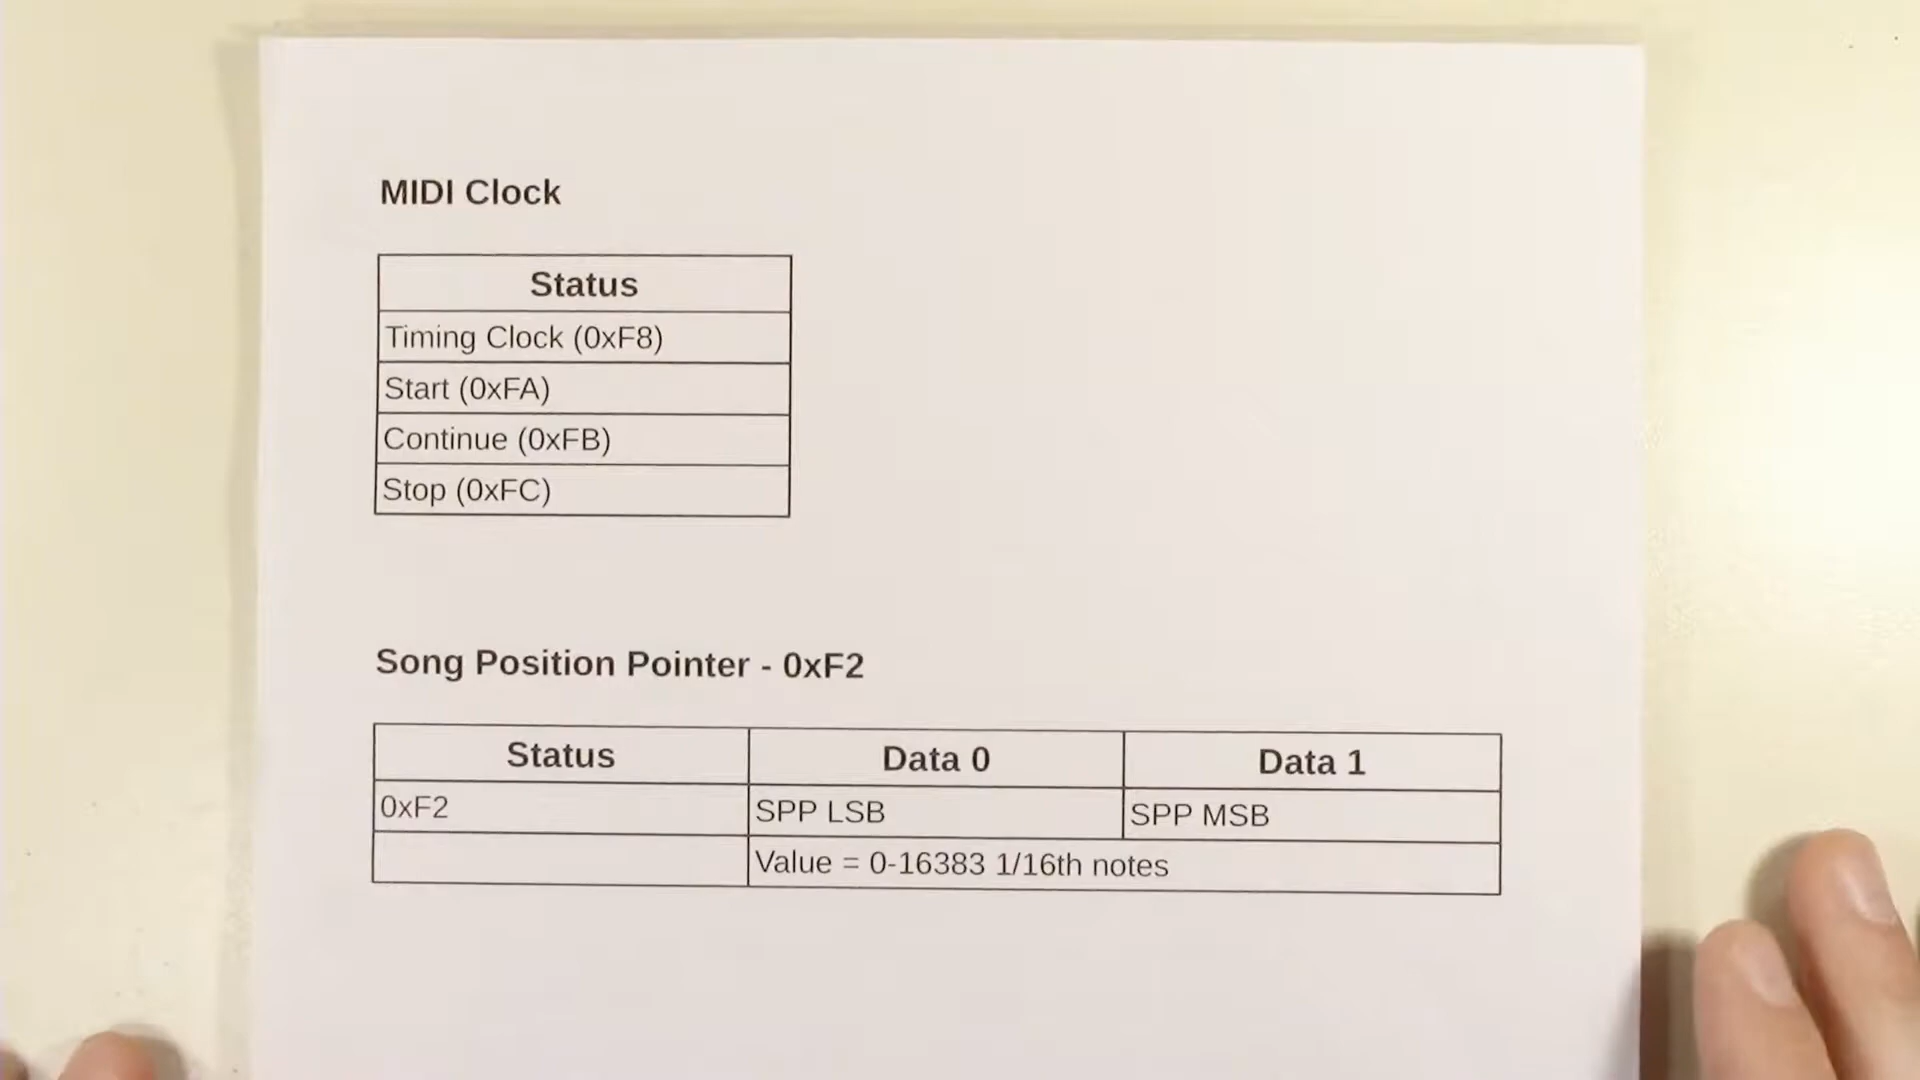 MIDI Clock
Status
Timing Clock (0xF8)
Start (0xFA)
Continue (0xFB)
Stop (0xFC)
Song Position Pointer - 0xF2
Status Data 0 Data 1
0xF2 SPP LSB SPP MSB
Value = 0-16383 1/16th notes